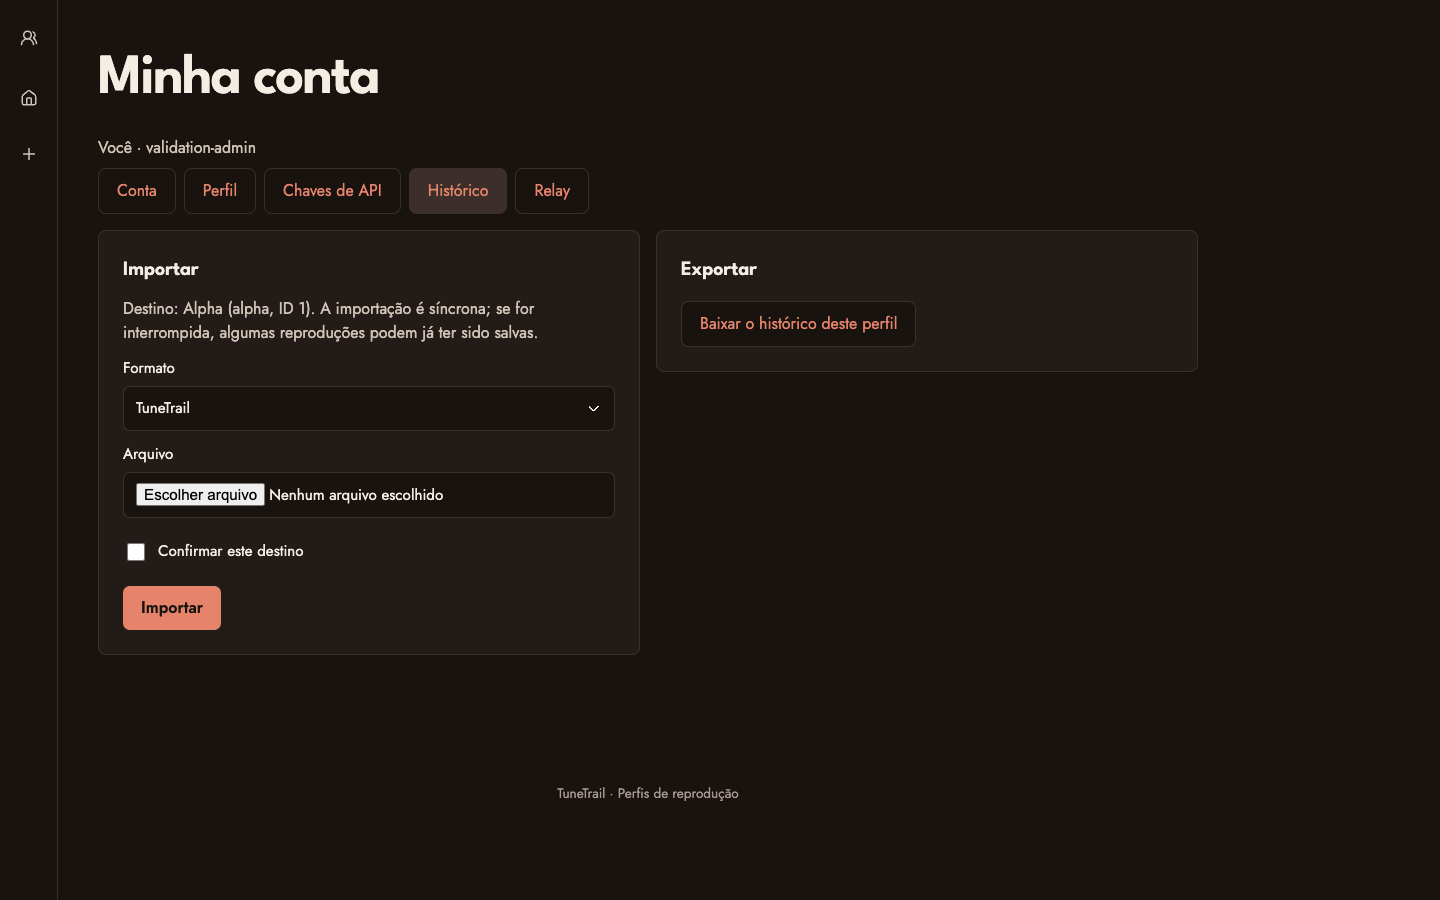 Minha conta
Você · validation-admin
Conta
Perfil
Chaves de API
Histórico
Relay
Importar
Destino: Alpha (alpha, ID 1). A importação é síncrona; se for
interrompida, algumas reproduções podem já ter sido salvas.
Formato
TuneTrail
Arquivo
Escolher arquivo Nenhum arquivo escolhido
Confirmar este destino
Importar
Exportar
Baixar o histórico deste perfil
TuneTrail · Perfis de reprodução